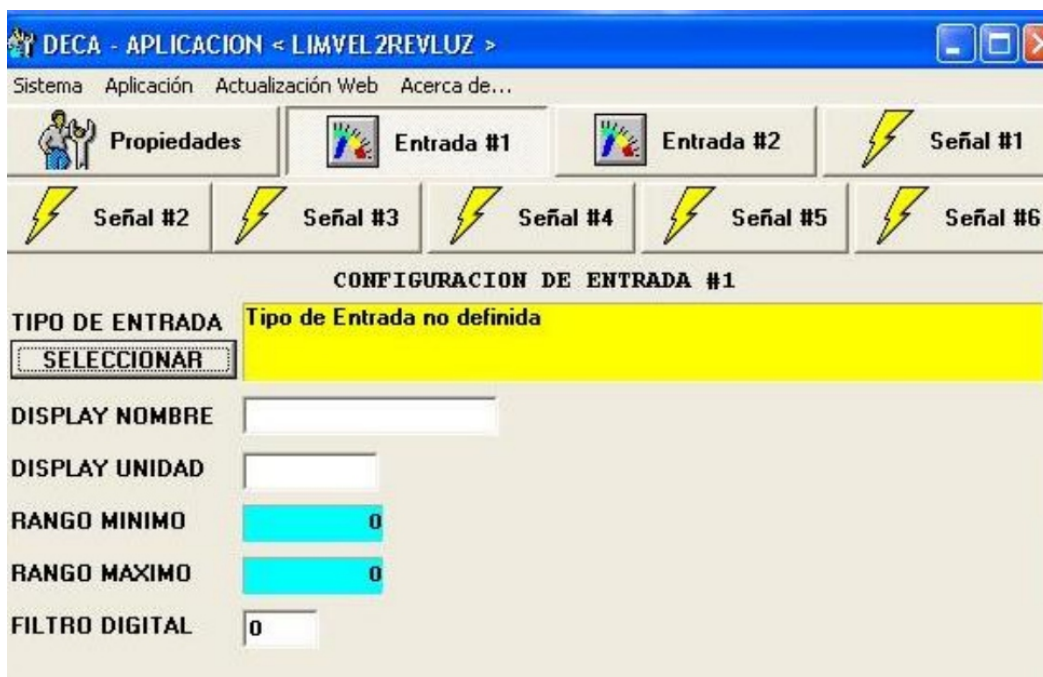 DECA - APLICACION < LIMVEL2REVLUZ >
Sistema Aplicación Actualización Web Acerca de...
Propiedades Entrada #1 Entrada #2 Señal #1
Señal #2 Señal #3 Señal #4 Señal #5 Señal #6
CONFIGURACION DE ENTRADA #1
TIPO DE ENTRADA Tipo de Entrada no definida
SELECCIONAR
DISPLAY NOMBRE
DISPLAY UNIDAD
RANGO MINIMO 0
RANGO MAXIMO 0
FILTRO DIGITAL 0